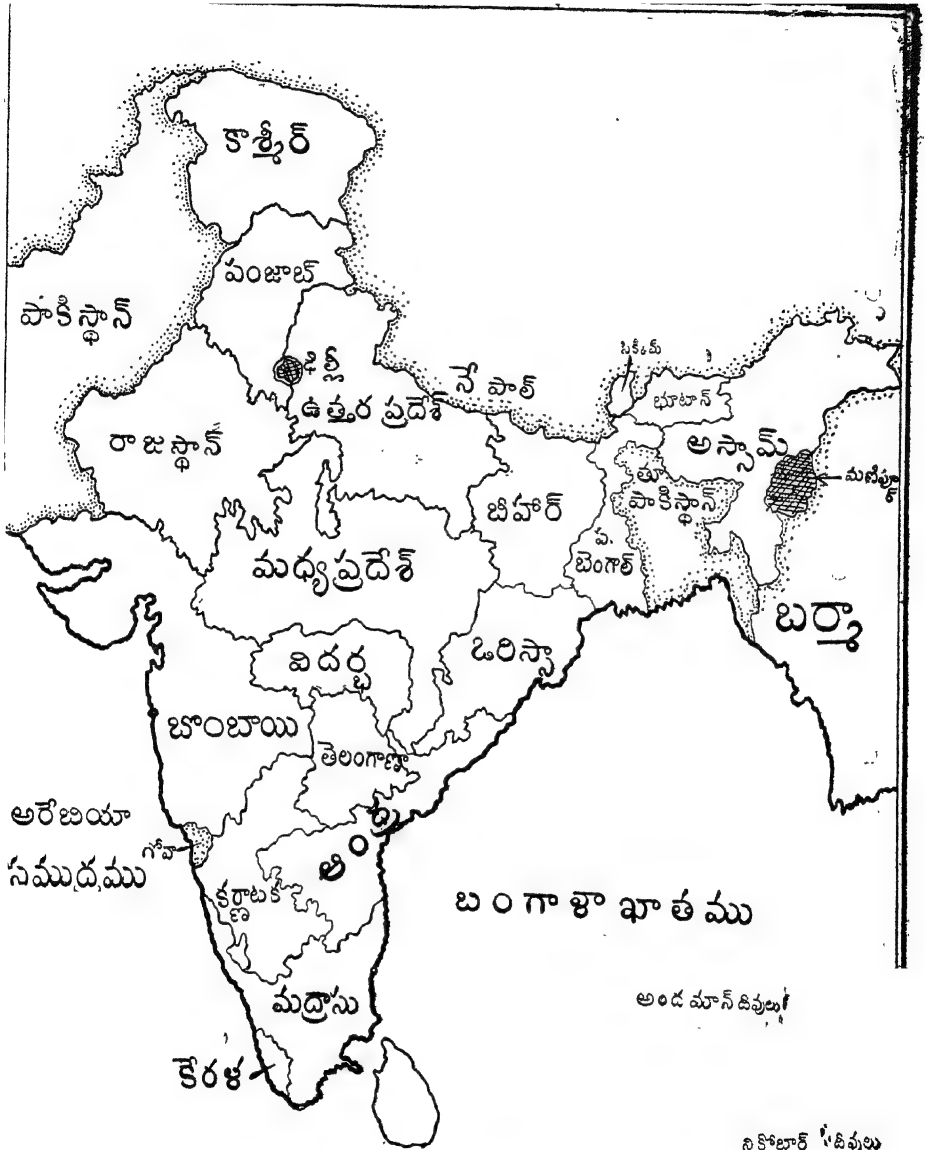 కాశ్మీర్
పంజాబ్
పాకిస్థాన్
ఢిల్లీ
నేపాల్
సిక్కిమ్
భూటాన్
ఉత్తర ప్రదేశ్
రాజస్థాన్
అస్సామ్
మణిపూర్
తూ
పాకిస్థాన్
బీహార్
ప.
బెంగాల్
మధ్యప్రదేశ్
బర్మా
ఒరిస్సా
విదర్భ
బొంబాయి
తెలంగాణా
అరేబియా
సముద్రము
గోవా
ఆంధ్ర
కర్ణాటక
బంగాళాఖాతము
మద్రాసు
అండమాన్ దీవులు
కేరళ
నికోబార్ దీవులు